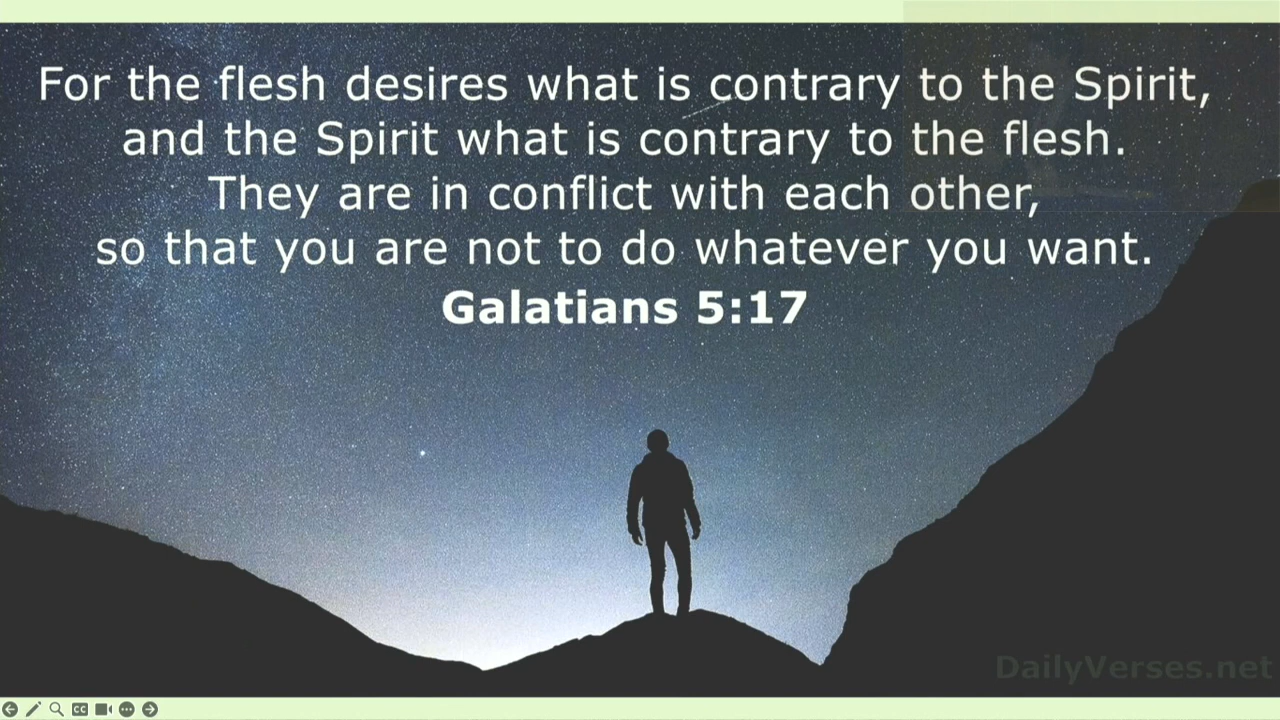 For the flesh desires what is contrary to the Spirit,
and the Spirit what is contrary to the flesh.
They are in conflict with each other,
so that you are not to do whatever you want.
Galatians 5:17
DailyVerses.net
CC